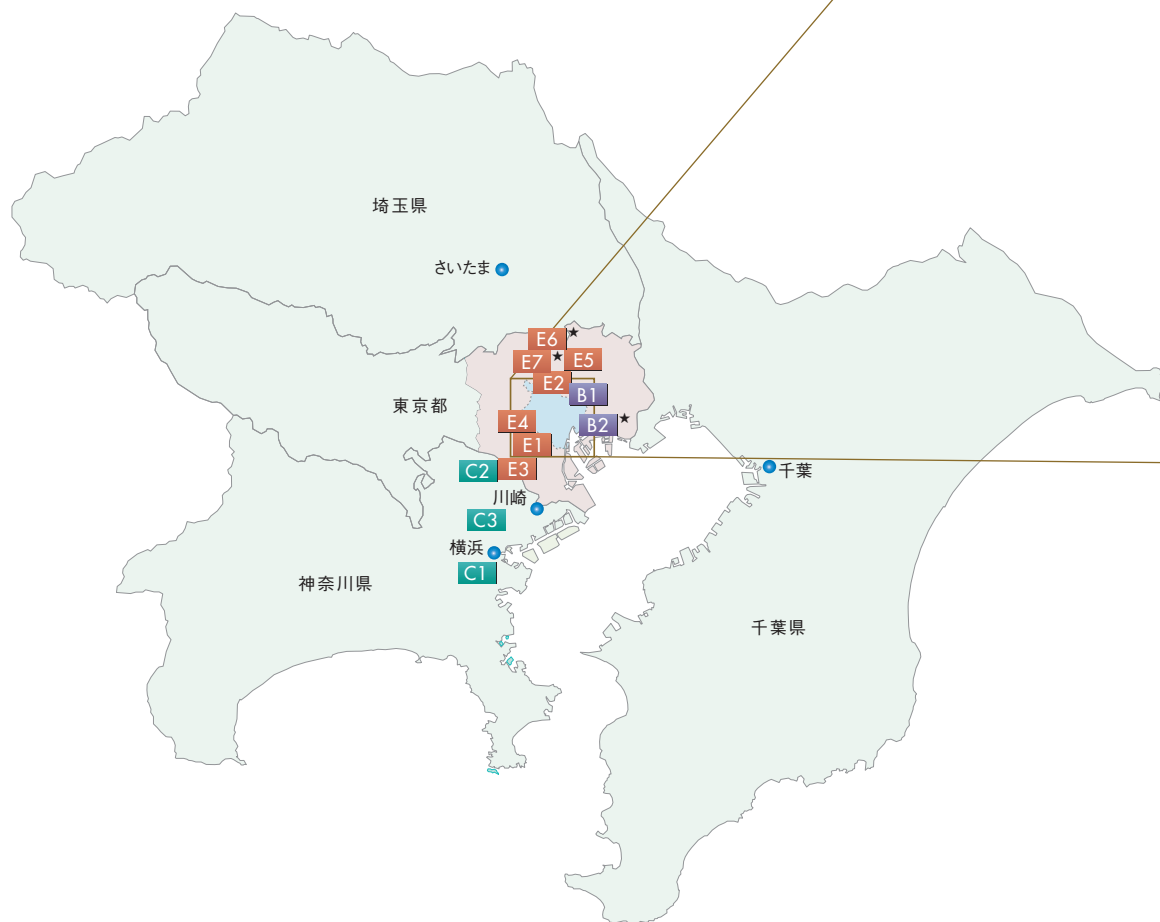 埼玉県
さいたま
E6 ★
E7 ★ E5
E2
B1
東京都
E4
B2 ★
E1
C2 E3
千葉
川崎
C3
横浜
C1
神奈川県
千葉県